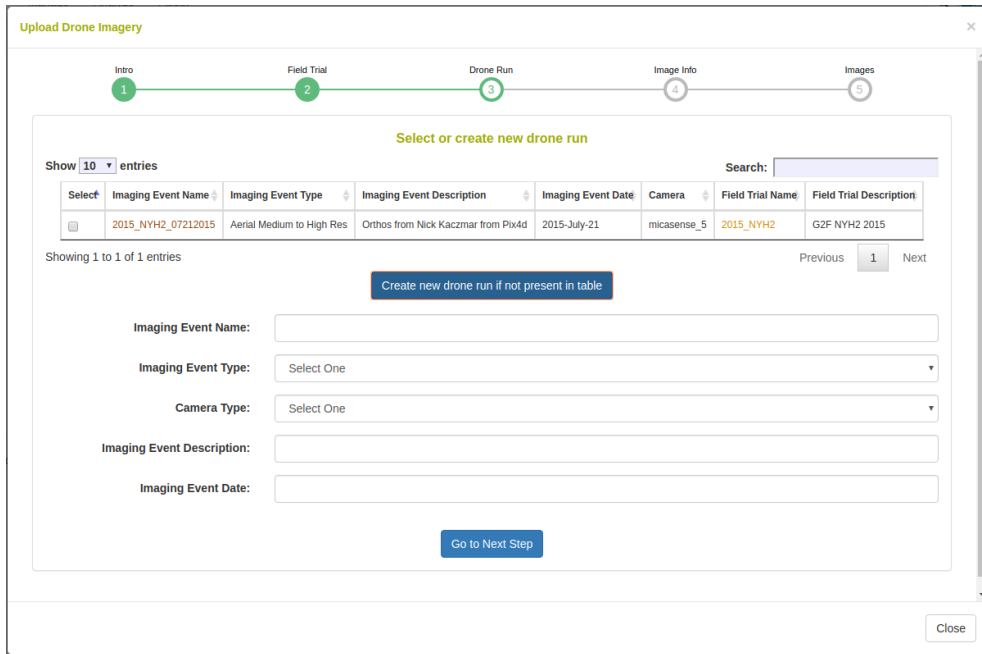 Upload Drone Imagery ×
Intro Field Trial Drone Run Image Info Images
1 2 3 4 5
Select or create new drone run
Show 10 entries Search:
Select Imaging Event Name Imaging Event Type Imaging Event Description Imaging Event Date Camera Field Trial Name Field Trial Description
2015_NYH2_07212015 Aerial Medium to High Res Orthos from Nick Kaczmar from Pix4d 2015-July-21 micasense_5 2015_NYH2 G2F NYH2 2015
Showing 1 to 1 of 1 entries Previous 1 Next
Create new drone run if not present in table
Imaging Event Name:
Imaging Event Type: Select One
Camera Type: Select One
Imaging Event Description:
Imaging Event Date:
Go to Next Step
Close